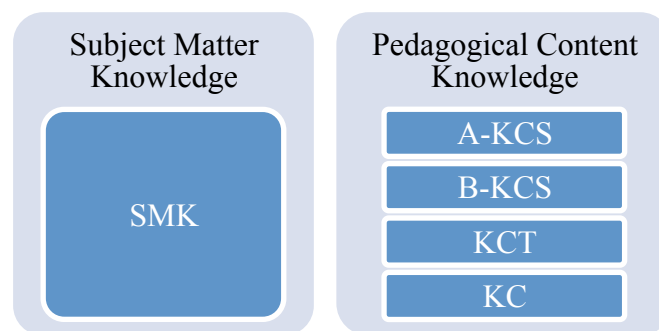 Subject Matter
Knowledge
SMK
Pedagogical Content
Knowledge
A-KCS
B-KCS
KCT
KC